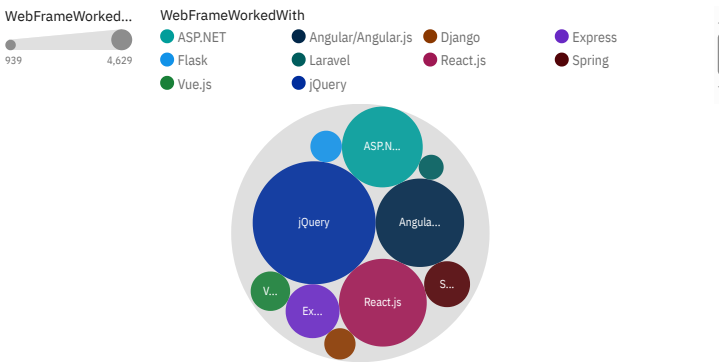 WebFrameWorked...
939 4,629
WebFrameWorkedWith
ASP.NET Angular/Angular.js Django Express
Flask Laravel React.js Spring
Vue.js jQuery
ASP.N...
jQuery Angula...
V... S...
Ex... React.js